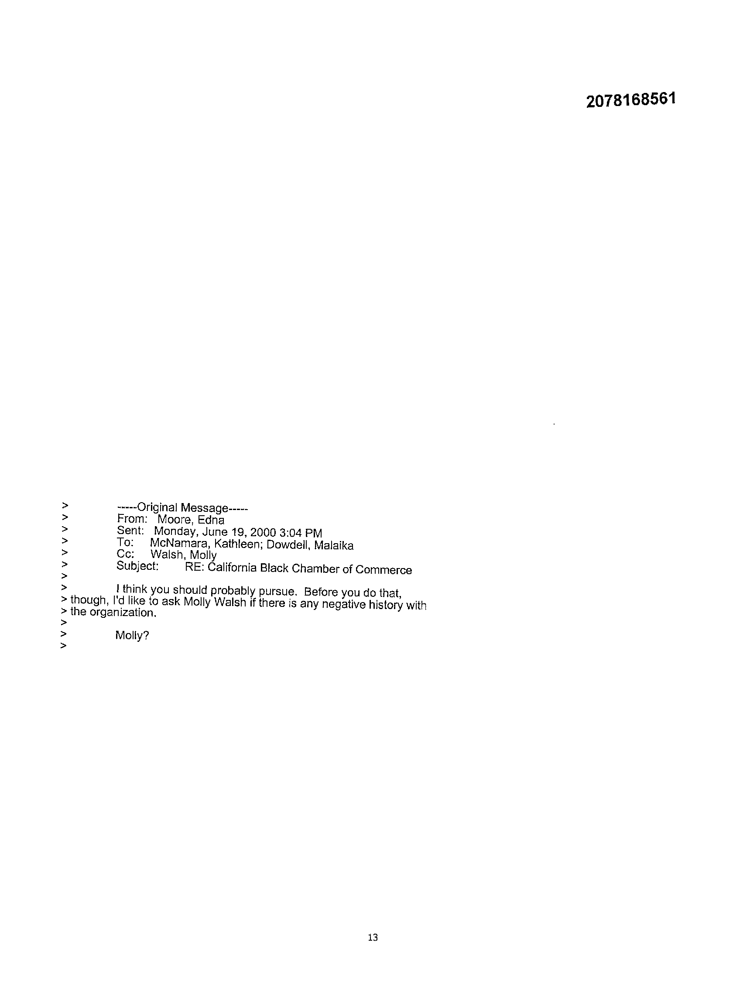 2078168561
> -----Original Message-----
> From: Moore, Edna
> Sent: Monday, June 19, 2000 3:04 PM
> To: McNamara, Kathleen; Dowdell, Malaika
> Cc: Walsh, Molly
> Subject: RE: California Black Chamber of Commerce
>
> I think you should probably pursue. Before you do that,
> though, I'd like to ask Molly Walsh if there is any negative history with
> the organization.
>
> Molly?
>
13